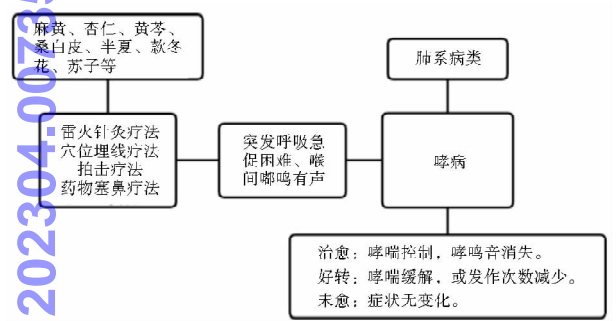 麻黄、杏仁、黄芩、
桑白皮、半夏、款冬
花、苏子等
肺系病类
雷火针灸疗法
穴位埋线疗法
拍击疗法
药物塞鼻疗法
突发呼吸急
促困难、喉
间嘟鸣有声
哮病
治愈：哮喘控制，哮鸣音消失。
好转：哮喘缓解，或发作次数减少。
未愈：症状无变化。